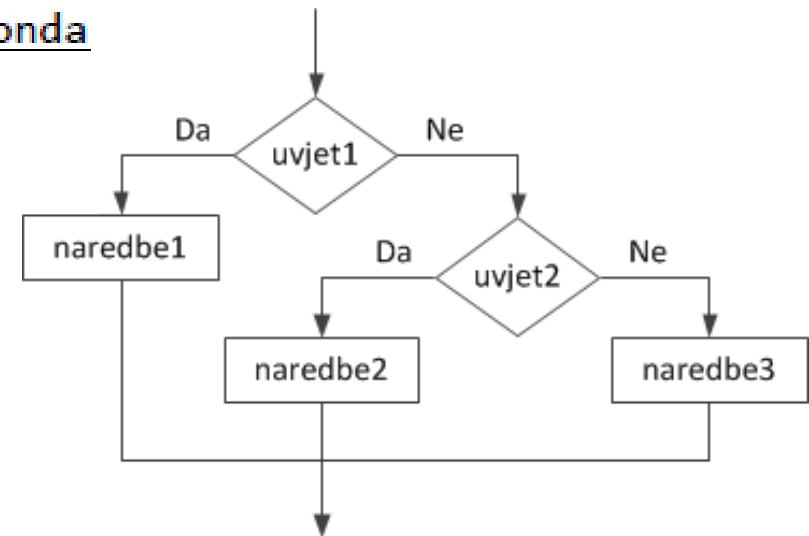 onda
uvjet1
Da
Ne
naredbe1
uvjet2
Da
Ne
naredbe2
naredbe3